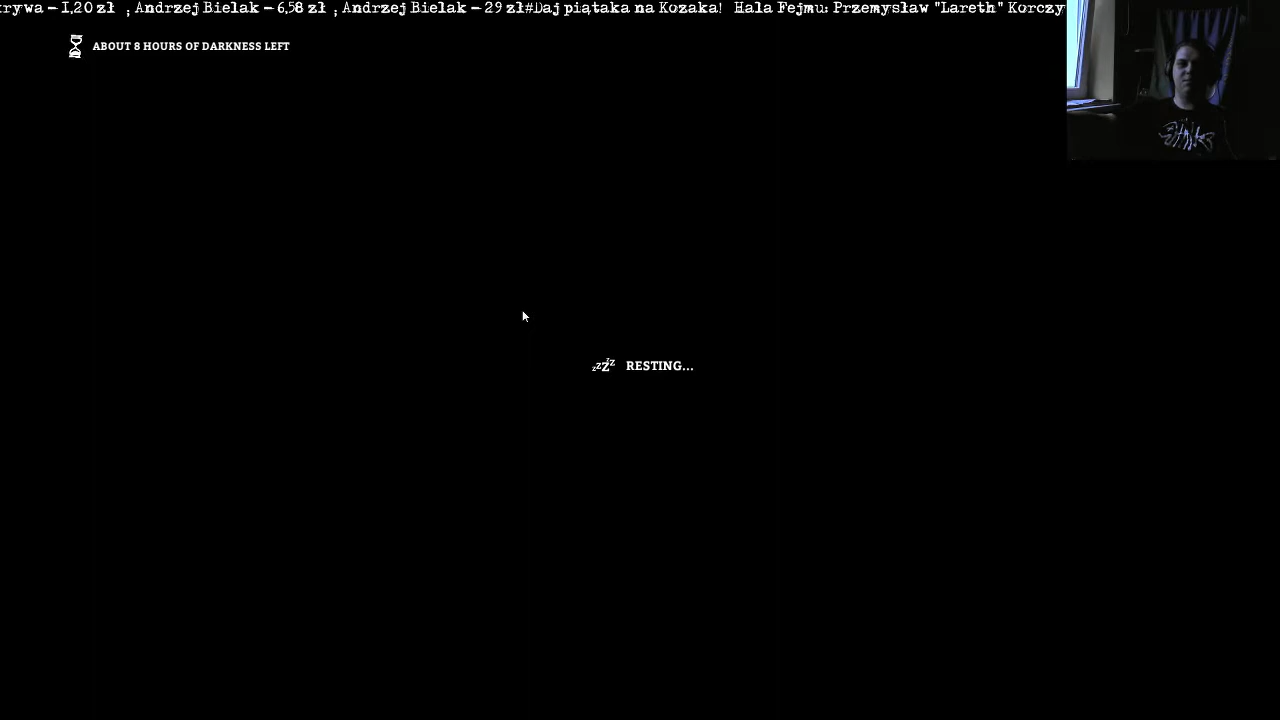 rywa – 1,20 zł ; Andrzej Bielak – 6,58 zł ; Andrzej Bielak – 29 zł#Daj piątaka na Kozaka! Hala Fejmu: Przemysław "Lareth" Korczy
ABOUT 8 HOURS OF DARKNESS LEFT
zzZzZ RESTING...